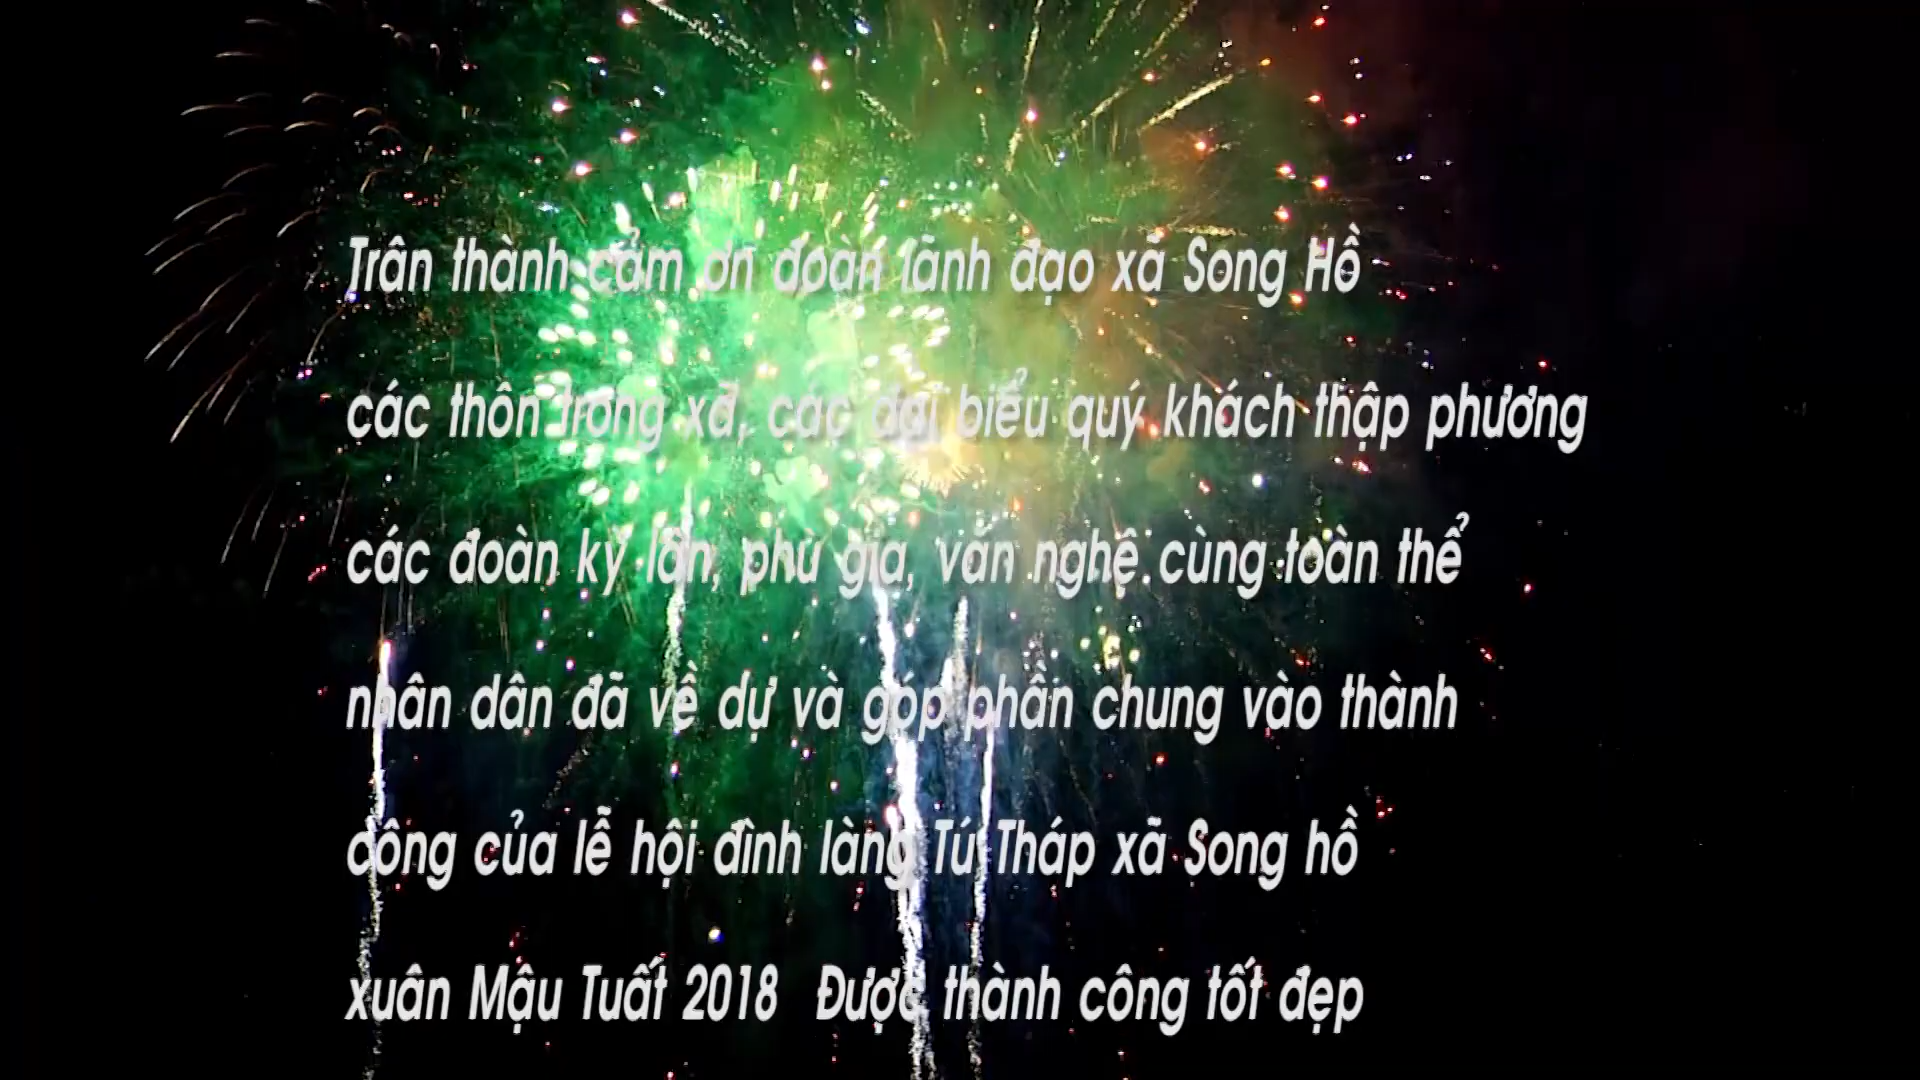 Trân thành cảm ơn đoàn lãnh đạo xã Song Hồ
các thôn trong xã, các đại biểu quý khách thập phương
các đoàn kỳ lân, phù giá, văn nghệ cùng toàn thể
nhân dân đã về dự và góp phần chung vào thành
công của lễ hội đình làng Tú Tháp xã Song hồ
xuân Mậu Tuất 2018 Được thành công tốt đẹp